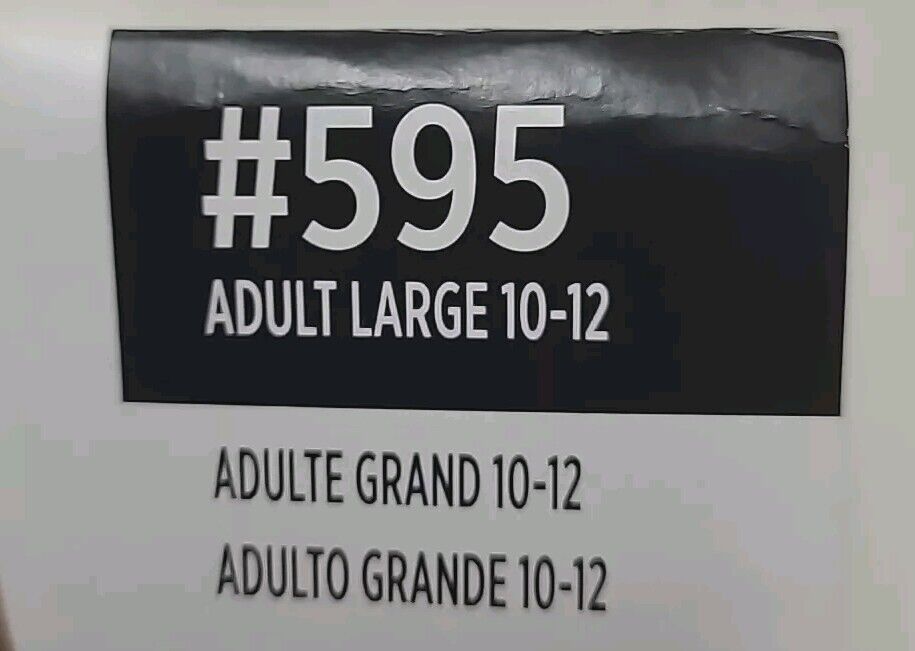 #595
ADULT LARGE 10-12
ADULTE GRAND 10-12
ADULTO GRANDE 10-12